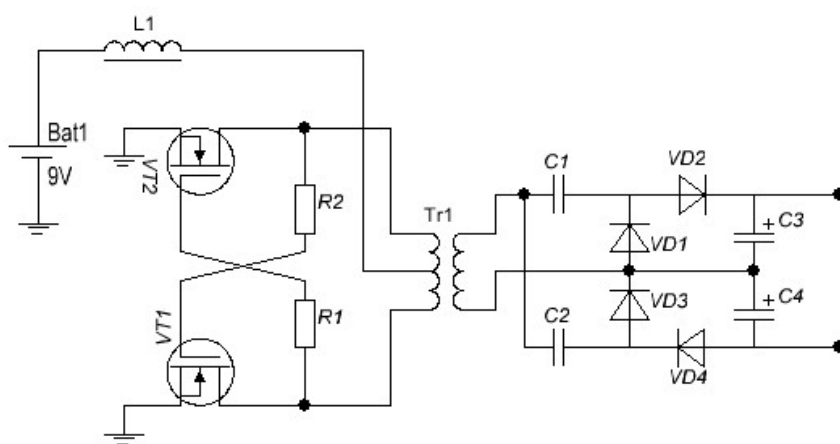 L1
Bat1
9V
VT2
R2
Tr1
C1
VD2
VD1
+ C3
VT1
R1
C2
VD3
+ C4
VD4